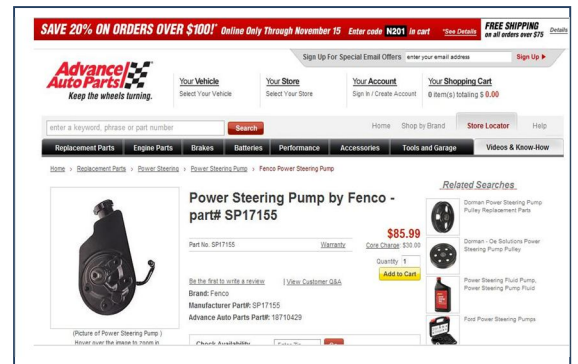 SAVE 20% ON ORDERS OVER $100!* Online Only Through November 15 Enter code N201 in cart *See Details FREE SHIPPING on all orders over $75 Details
Sign Up For Special Email Offers enter your email address Sign Up
Advance Auto Parts
Keep the wheels turning.
Your Vehicle
Select Your Vehicle
Your Store
Select Your Store
Your Account
Sign In / Create Account
Your Shopping Cart
0 item(s) totaling $ 0.00
enter a keyword, phrase or part number Search Home Shop by Brand Store Locator Help
Replacement Parts Engine Parts Brakes Batteries Performance Accessories Tools and Garage Videos & Know-How
Home › Replacement Parts › Power Steering › Power Steering Pump › Fenco Power Steering Pump
Power Steering Pump by Fenco -
part# SP17155
$85.99
Part No. SP17155 Warranty Core Charge: $30.00
Quantity 1
Add to Cart
Be the first to write a review | View Customer Q&A
Brand: Fenco
Manufacturer Part#: SP17155
Advance Auto Parts Part#: 18710429
Check Availability
(Picture of Power Steering Pump )
Hover over the image to zoom in
Related Searches
Dorman Power Steering Pump
Pulley Replacement Parts
Dorman - Oe Solutions Power
Steering Pump Pulley
Power Steering Fluid Pump,
Power Steering Pump Fluid
Ford Power Steering Pumps